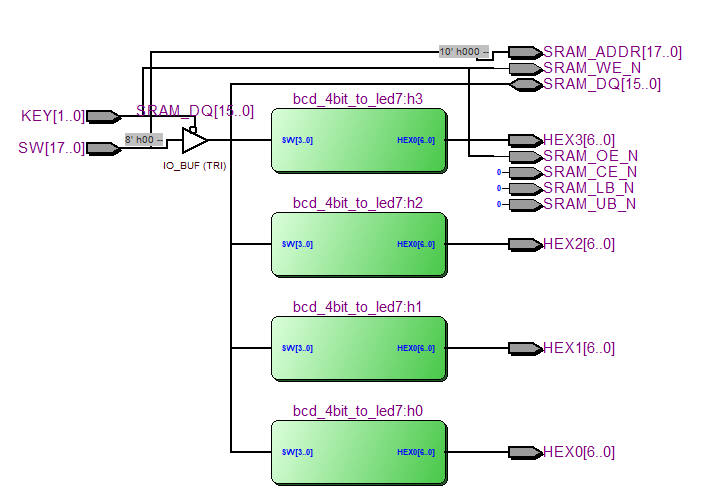 10' h000 --
SRAM_ADDR[17..0]
SRAM_WE_N
SRAM_DQ[15..0]
bcd_4bit_to_led7:h3
SRAM_DQ[15..0]
KEY[1..0]
8' h00 --
SW[17..0]
IO_BUF (TRI)
SW[3..0]
HEX0[6..0]
HEX3[6..0]
SRAM_OE_N
0
SRAM_CE_N
0
SRAM_LB_N
0
SRAM_UB_N
bcd_4bit_to_led7:h2
SW[3..0]
HEX0[6..0]
HEX2[6..0]
bcd_4bit_to_led7:h1
SW[3..0]
HEX0[6..0]
HEX1[6..0]
bcd_4bit_to_led7:h0
SW[3..0]
HEX0[6..0]
HEX0[6..0]